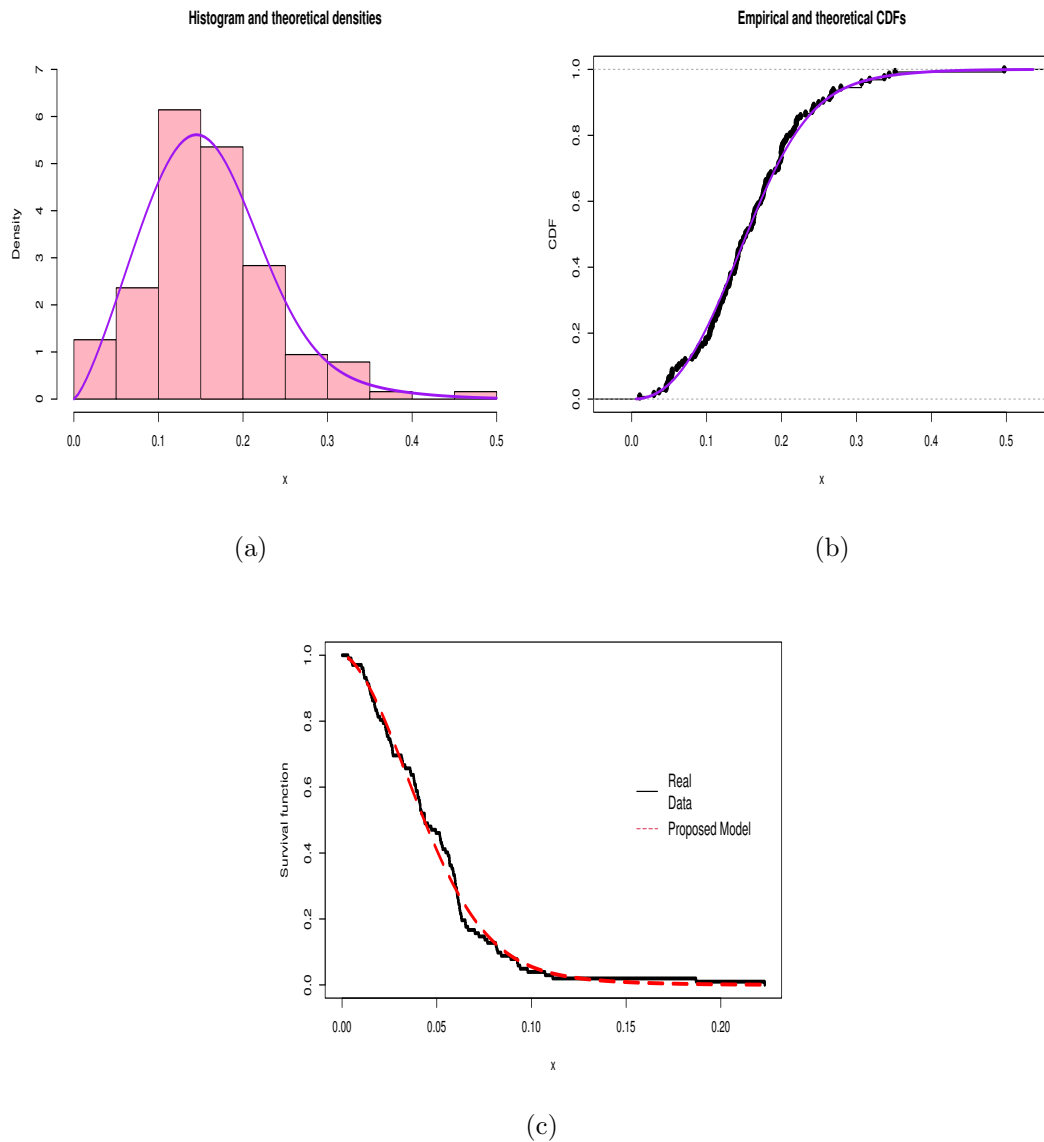 Histogram and theoretical densities
Density
0 1 2 3 4 5 6 7
0.0 0.1 0.2 0.3 0.4 0.5
x
(a)
Empirical and theoretical CDFs
CDF
0.0 0.2 0.4 0.6 0.8 1.0
0.0 0.1 0.2 0.3 0.4 0.5
x
(b)
Survival function
0.0 0.2 0.4 0.6 0.8 1.0
Real
Data
Proposed Model
0.00 0.05 0.10 0.15 0.20
x
(c)